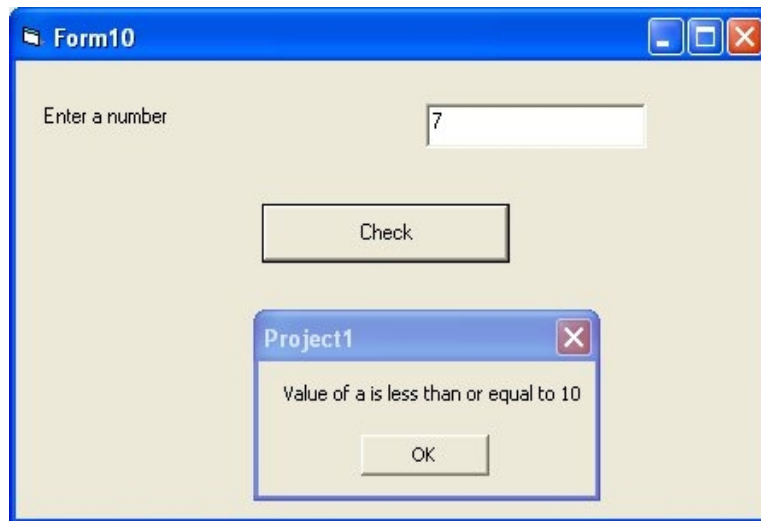 Form10
Enter a number
7
Check
Project1
Value of a is less than or equal to 10
OK